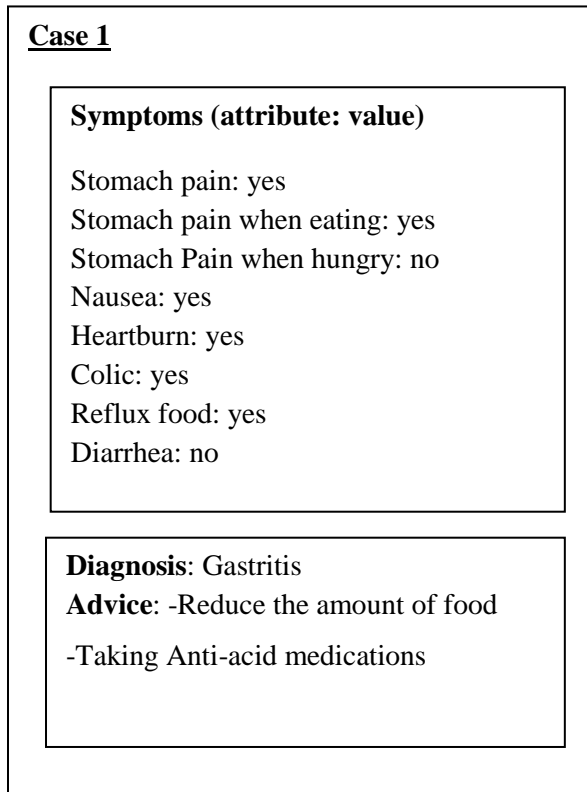 Case 1
Symptoms (attribute: value)
Stomach pain: yes
Stomach pain when eating: yes
Stomach Pain when hungry: no
Nausea: yes
Heartburn: yes
Colic: yes
Reflux food: yes
Diarrhea: no
Diagnosis: Gastritis
Advice: -Reduce the amount of food
-Taking Anti-acid medications